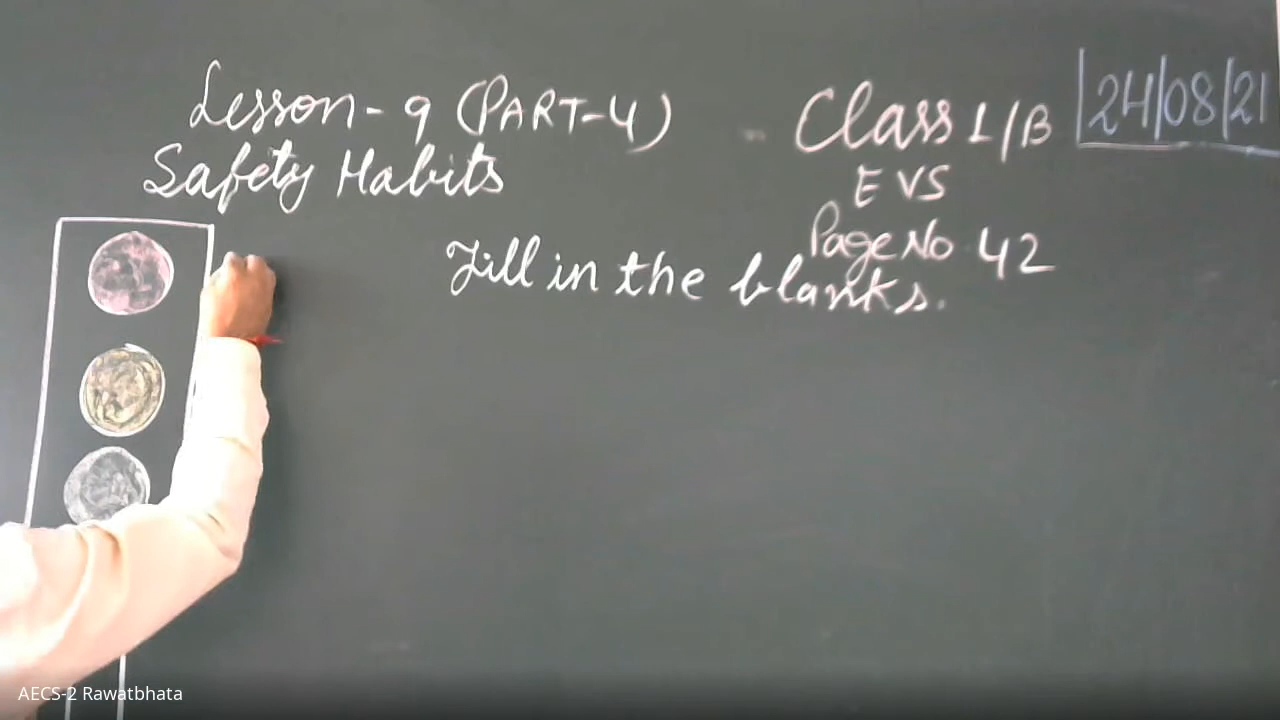 Lesson - 9 (PART-4)
Safety Habits
Class I/B
EVS
Page No. 42
24/08/21
Fill in the blanks.
AECS-2 Rawatbhata